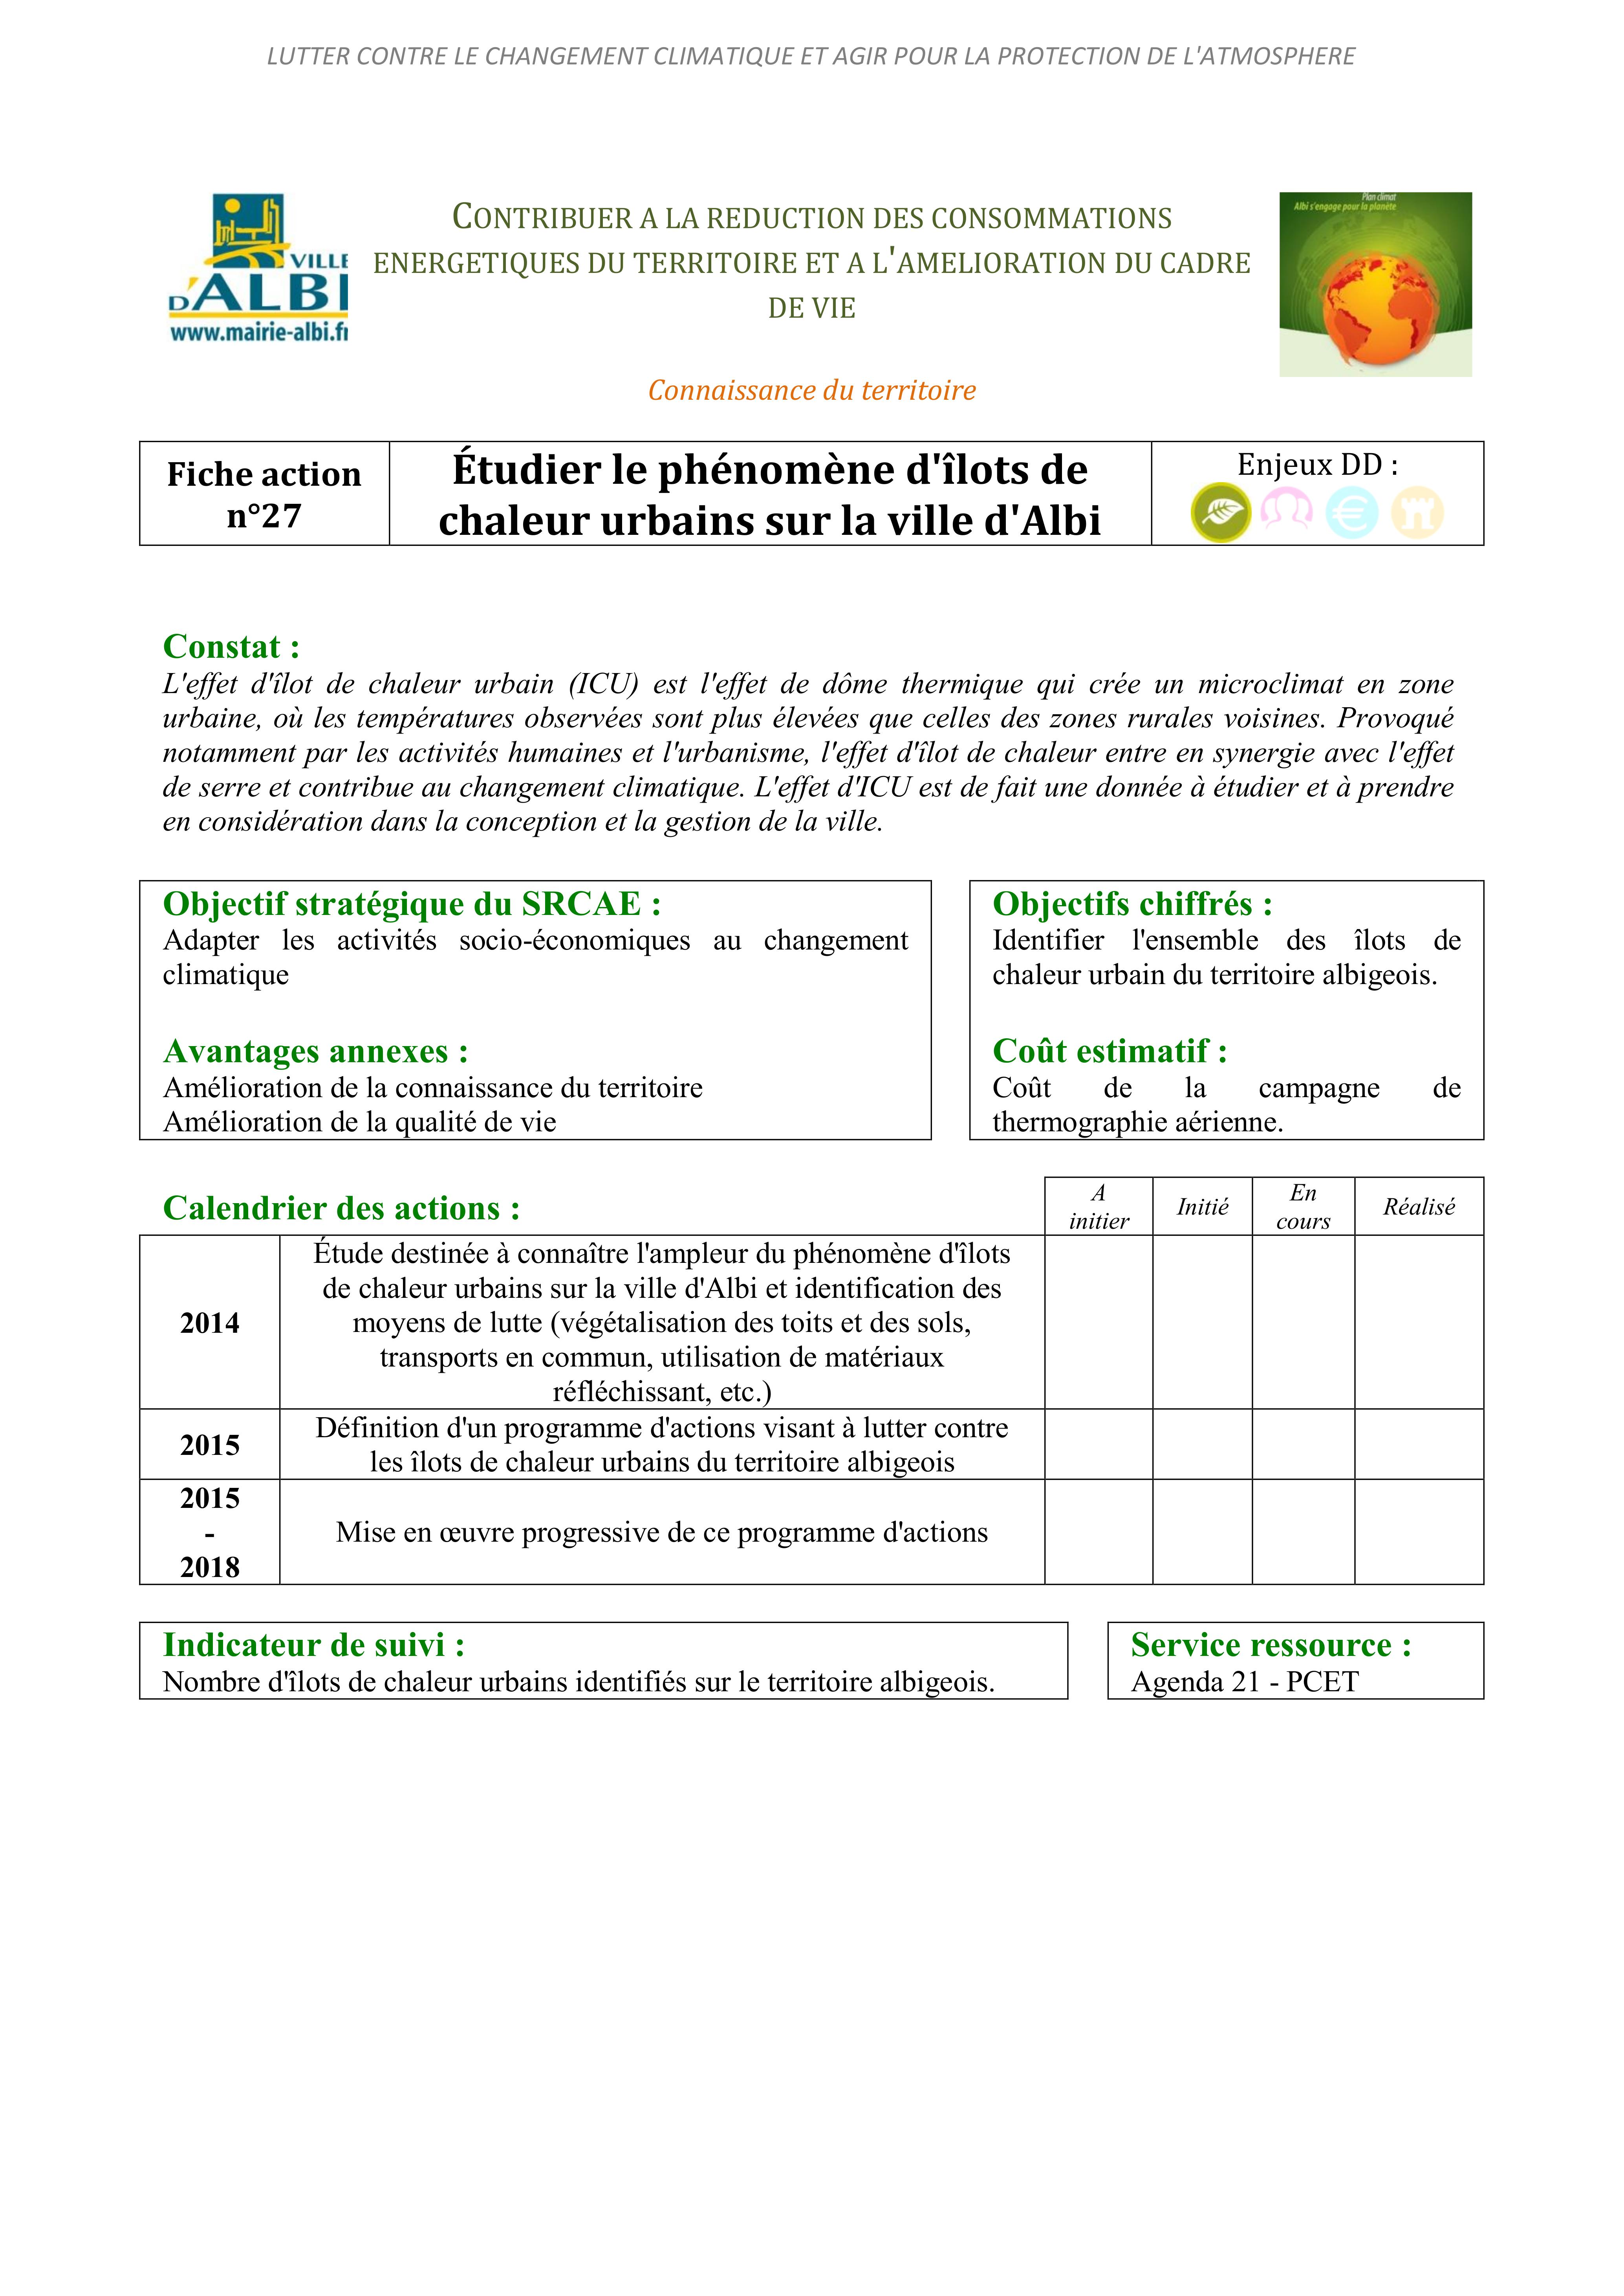 LUTTER CONTRE LE CHANGEMENT CLIMATIQUE ET AGIR POUR LA PROTECTION DE L'ATMOSPHERE
VILLE
D'ALBI
www.mairie-albi.fr
CONTRIBUER A LA REDUCTION DES CONSOMMATIONS
ENERGETIQUES DU TERRITOIRE ET A L'AMELIORATION DU CADRE
DE VIE
Plan climat
Albi s'engage pour la planète
Connaissance du territoire
Fiche action
n°27
Étudier le phénomène d'îlots de
chaleur urbains sur la ville d'Albi
Enjeux DD :
Constat :
L'effet d'îlot de chaleur urbain (ICU) est l'effet de dôme thermique qui crée un microclimat en zone
urbaine, où les températures observées sont plus élevées que celles des zones rurales voisines. Provoqué
notamment par les activités humaines et l'urbanisme, l'effet d'îlot de chaleur entre en synergie avec l'effet
de serre et contribue au changement climatique. L'effet d'ICU est de fait une donnée à étudier et à prendre
en considération dans la conception et la gestion de la ville.
Objectif stratégique du SRCAE :
Adapter les activités socio-économiques au changement
climatique
Avantages annexes :
Amélioration de la connaissance du territoire
Amélioration de la qualité de vie
Objectifs chiffrés :
Identifier l'ensemble des îlots de
chaleur urbain du territoire albigeois.
Coût estimatif :
Coût de la campagne de
thermographie aérienne.
Calendrier des actions :
A
initier
Initié
En
cours
Réalisé
2014
Étude destinée à connaître l'ampleur du phénomène d'îlots
de chaleur urbains sur la ville d'Albi et identification des
moyens de lutte (végétalisation des toits et des sols,
transports en commun, utilisation de matériaux
réfléchissant, etc.)
2015
Définition d'un programme d'actions visant à lutter contre
les îlots de chaleur urbains du territoire albigeois
2015
-
2018
Mise en œuvre progressive de ce programme d'actions
Indicateur de suivi :
Nombre d'îlots de chaleur urbains identifiés sur le territoire albigeois.
Service ressource :
Agenda 21 - PCET